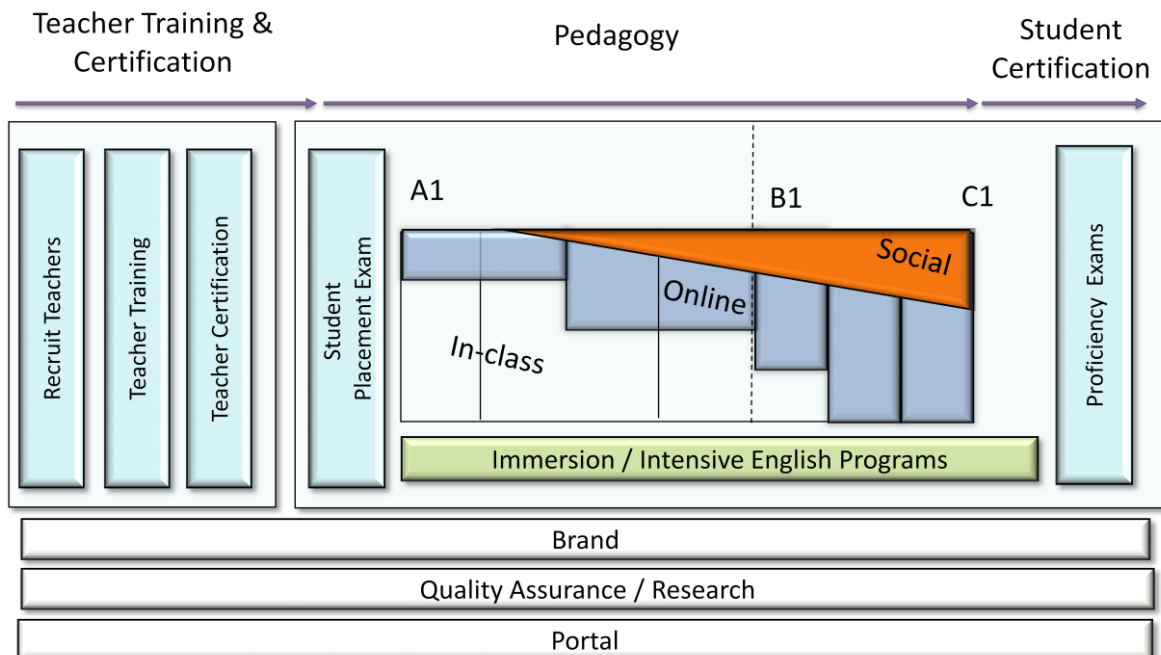 Teacher Training &
Certification
Pedagogy
Student
Certification
Recruit Teachers
Teacher Training
Teacher Certification
Student
Placement Exam
A1
B1
C1
Social
Online
In-class
Immersion / Intensive English Programs
Proficiency Exams
Brand
Quality Assurance / Research
Portal